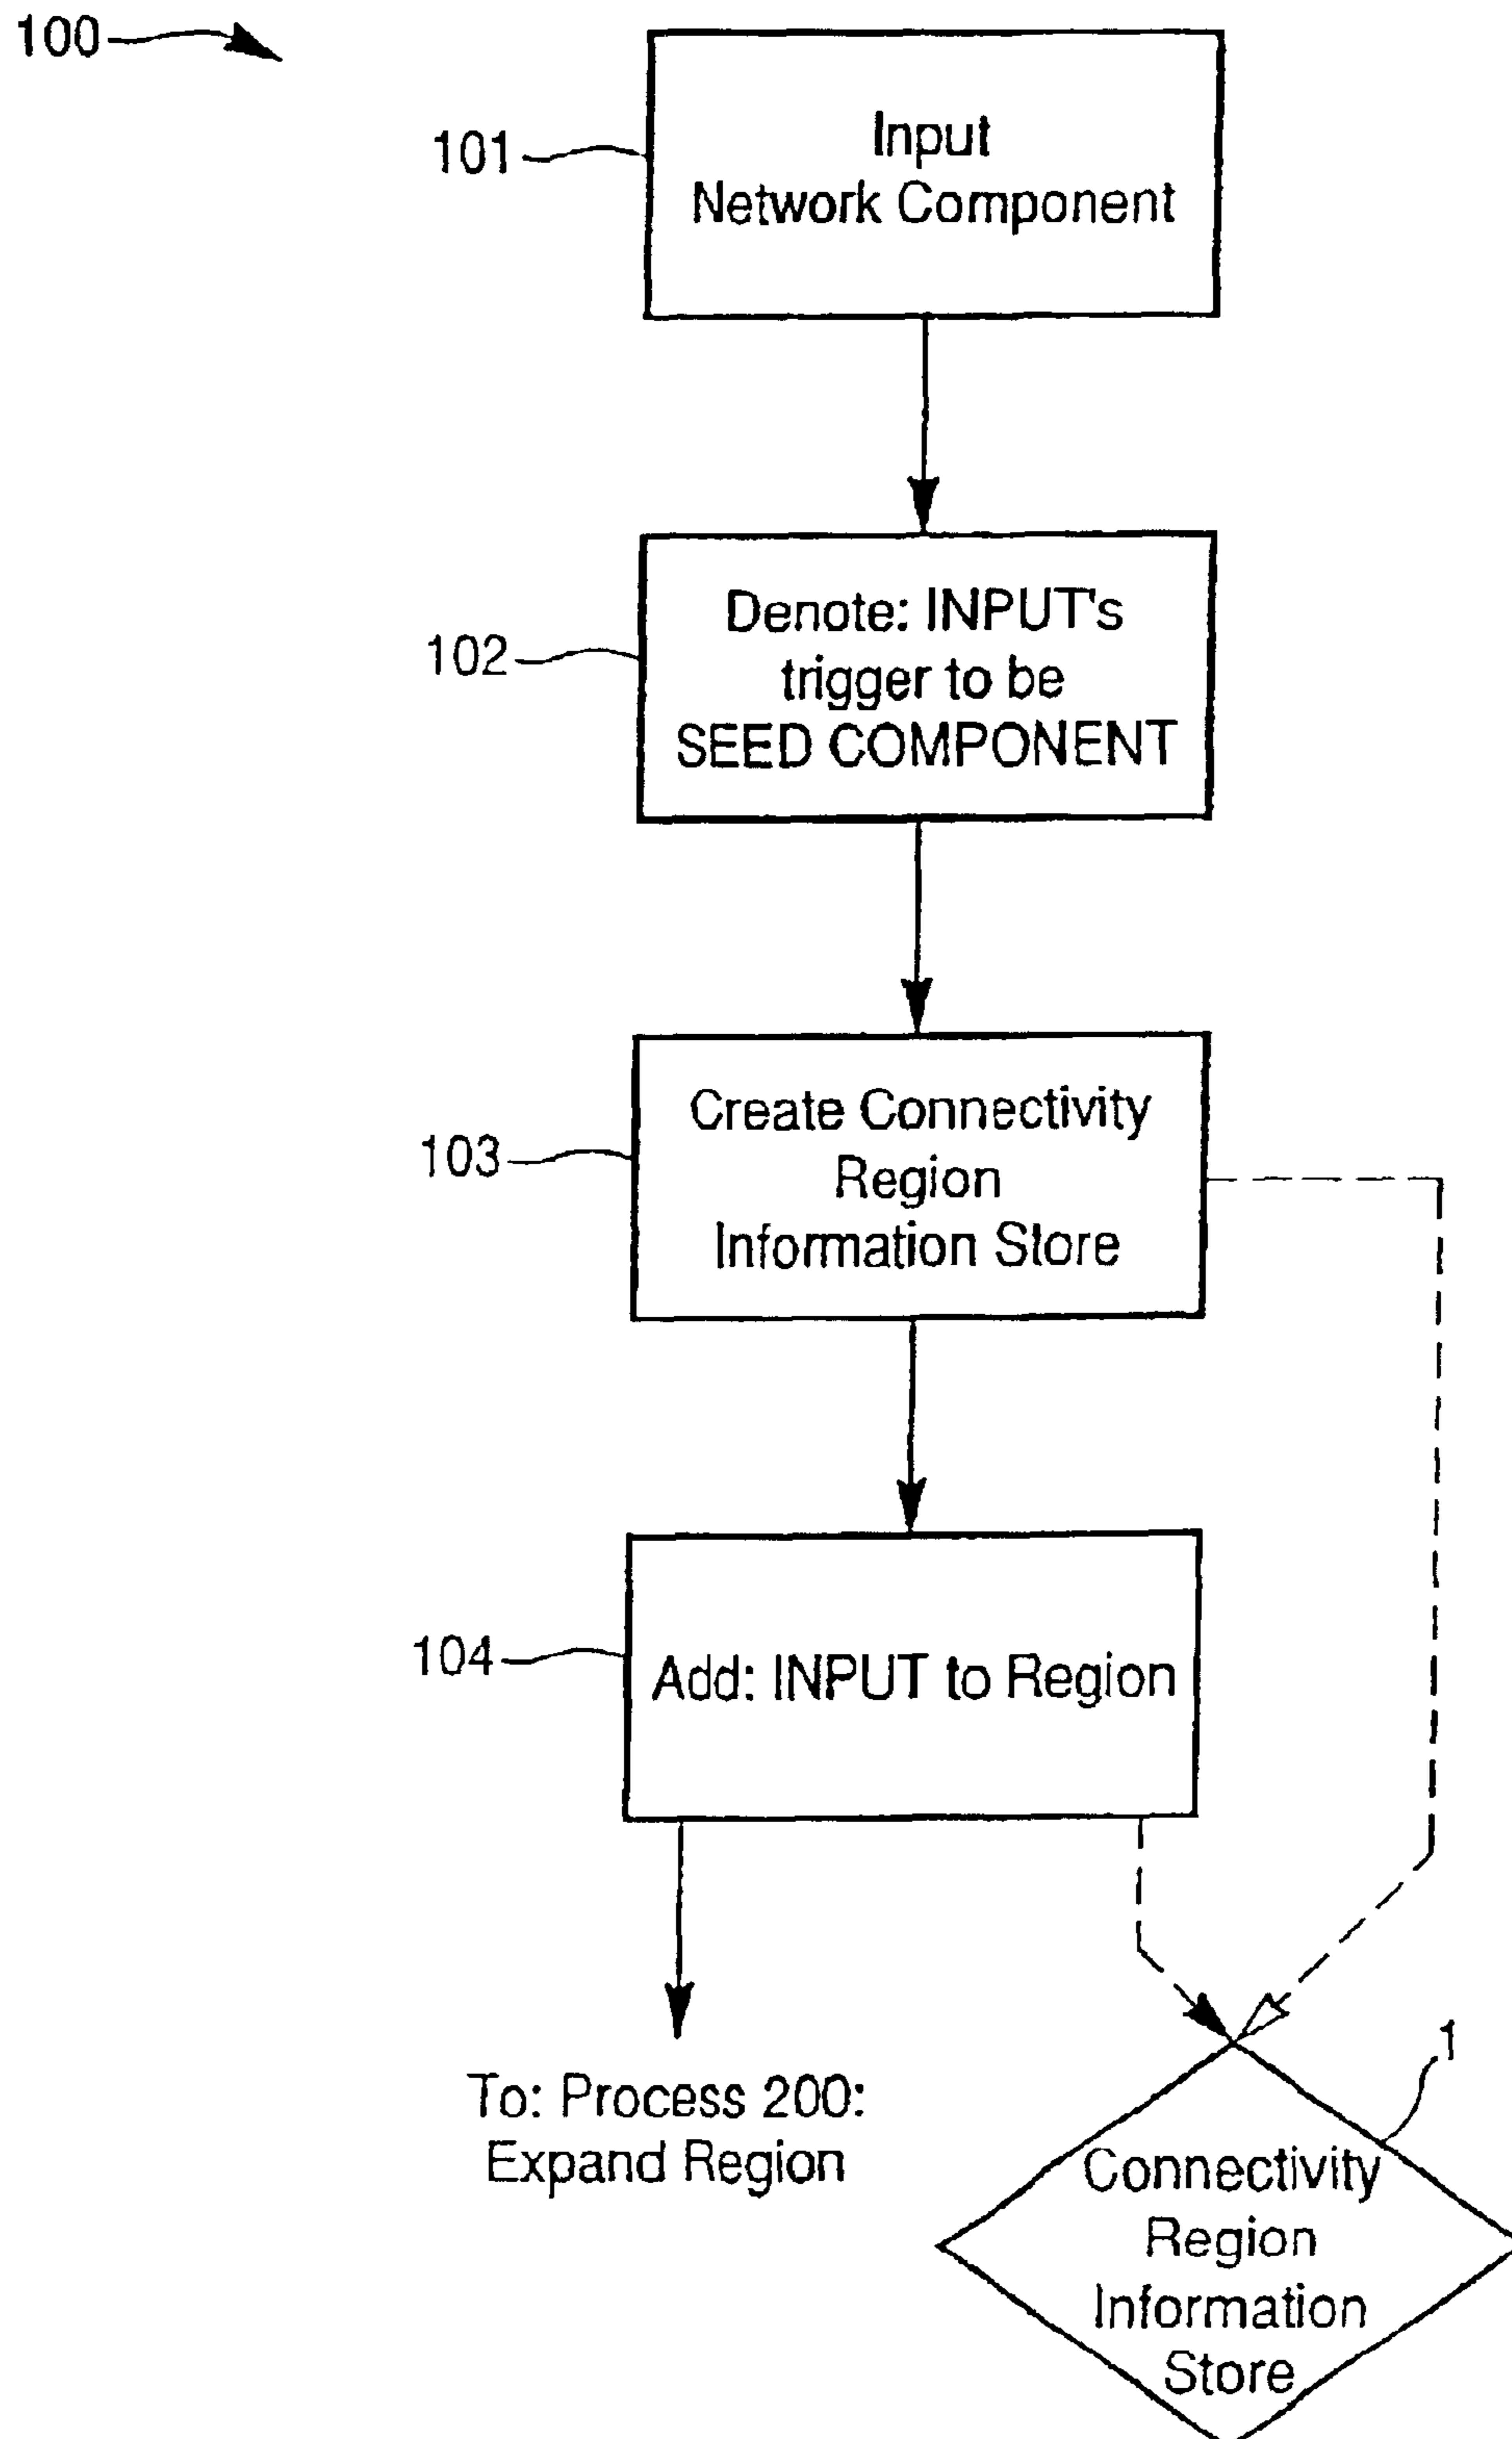 100
101
Input
Network Component
102
Denote: INPUT's
trigger to be
SEED COMPONENT
103
Create Connectivity
Region
Information Store
104
Add: INPUT to Region
To: Process 200:
Expand Region
1
Connectivity
Region
Information
Store